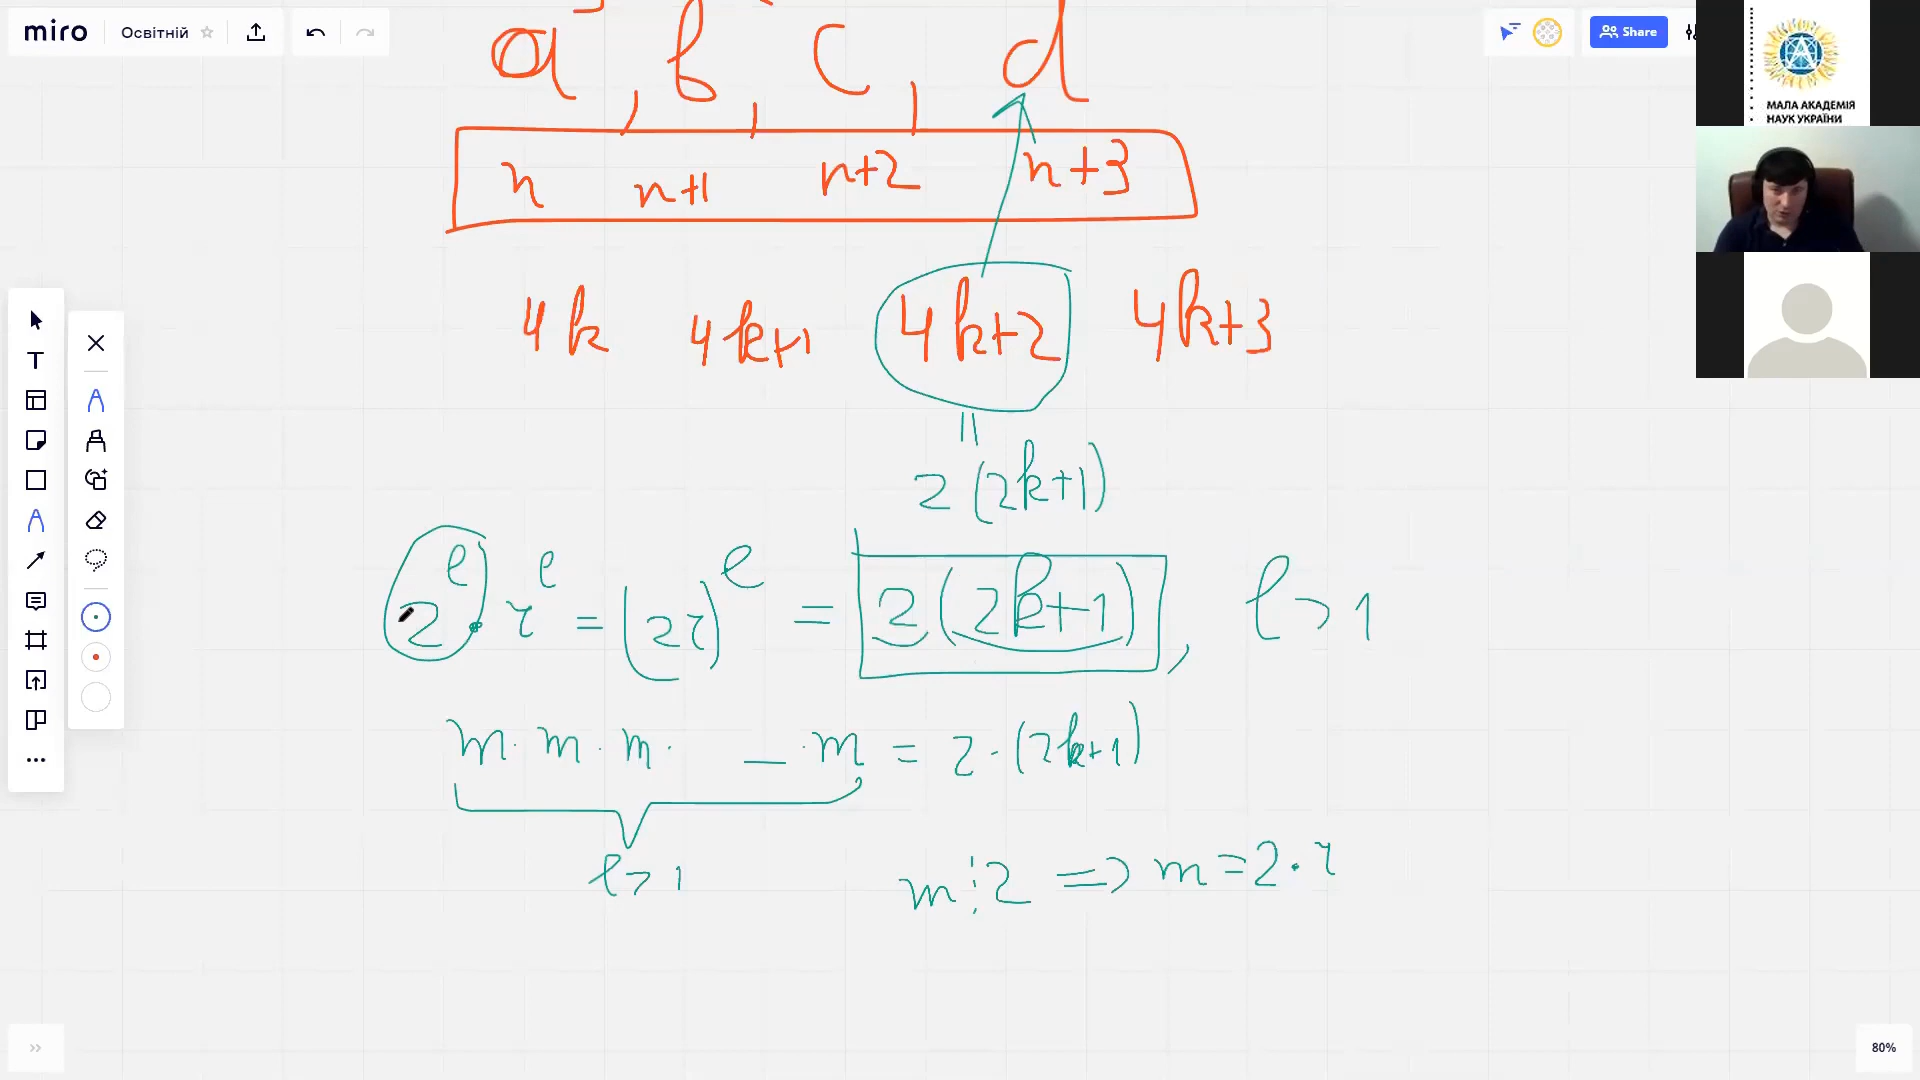 miro Освітній Share
МАЛА АКАДЕМІЯ
НАУК УКРАЇНИ
a, b, c, d
n n+1 n+2 n+3
4k 4k+1 4k+2 4k+3
=
2 (2k+1)
2^l · r^l = (2r)^l = 2(2k+1), l > 1
m · m · m · _ · m = 2 · (2k+1)
l > 1
m ⋮ 2 => m = 2 · r
T
80%